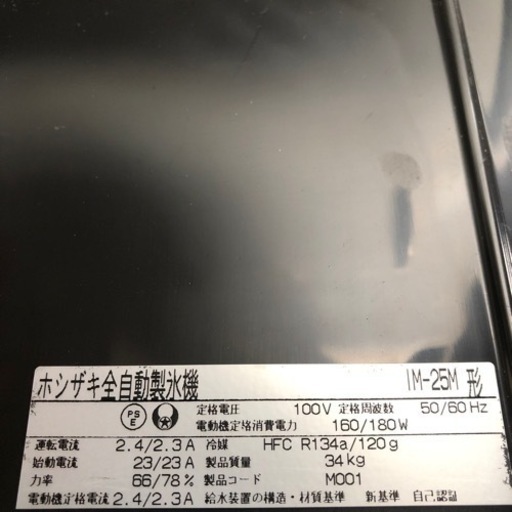 ホシザキ全自動製氷機 IM-25M 形
PS E 定格電圧 100V 定格周波数 50/60Hz
電動機定格消費電力 160/180W
運転電流 2.4/2.3A 冷媒 HFC R134a/120g
始動電流 23/23A 製品質量 34kg
力率 66/78% 製品コード M001
電動機定格電流 2.4/2.3A 給水装置の構造・材質基準 新基準 自己認証